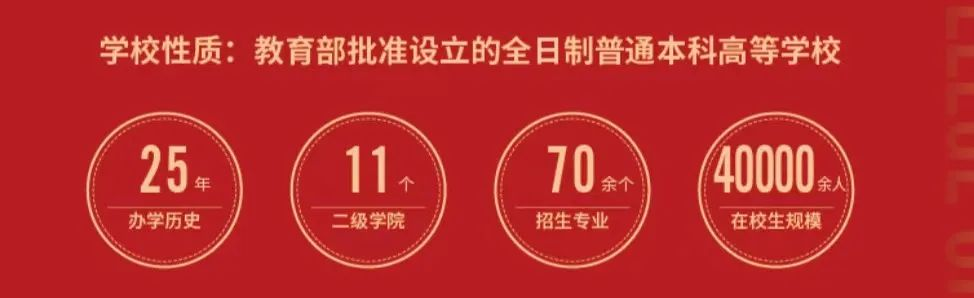 学校性质：教育部批准设立的全日制普通本科高等学校
25年
办学历史
11个
二级学院
70余个
招生专业
40000余人
在校生规模